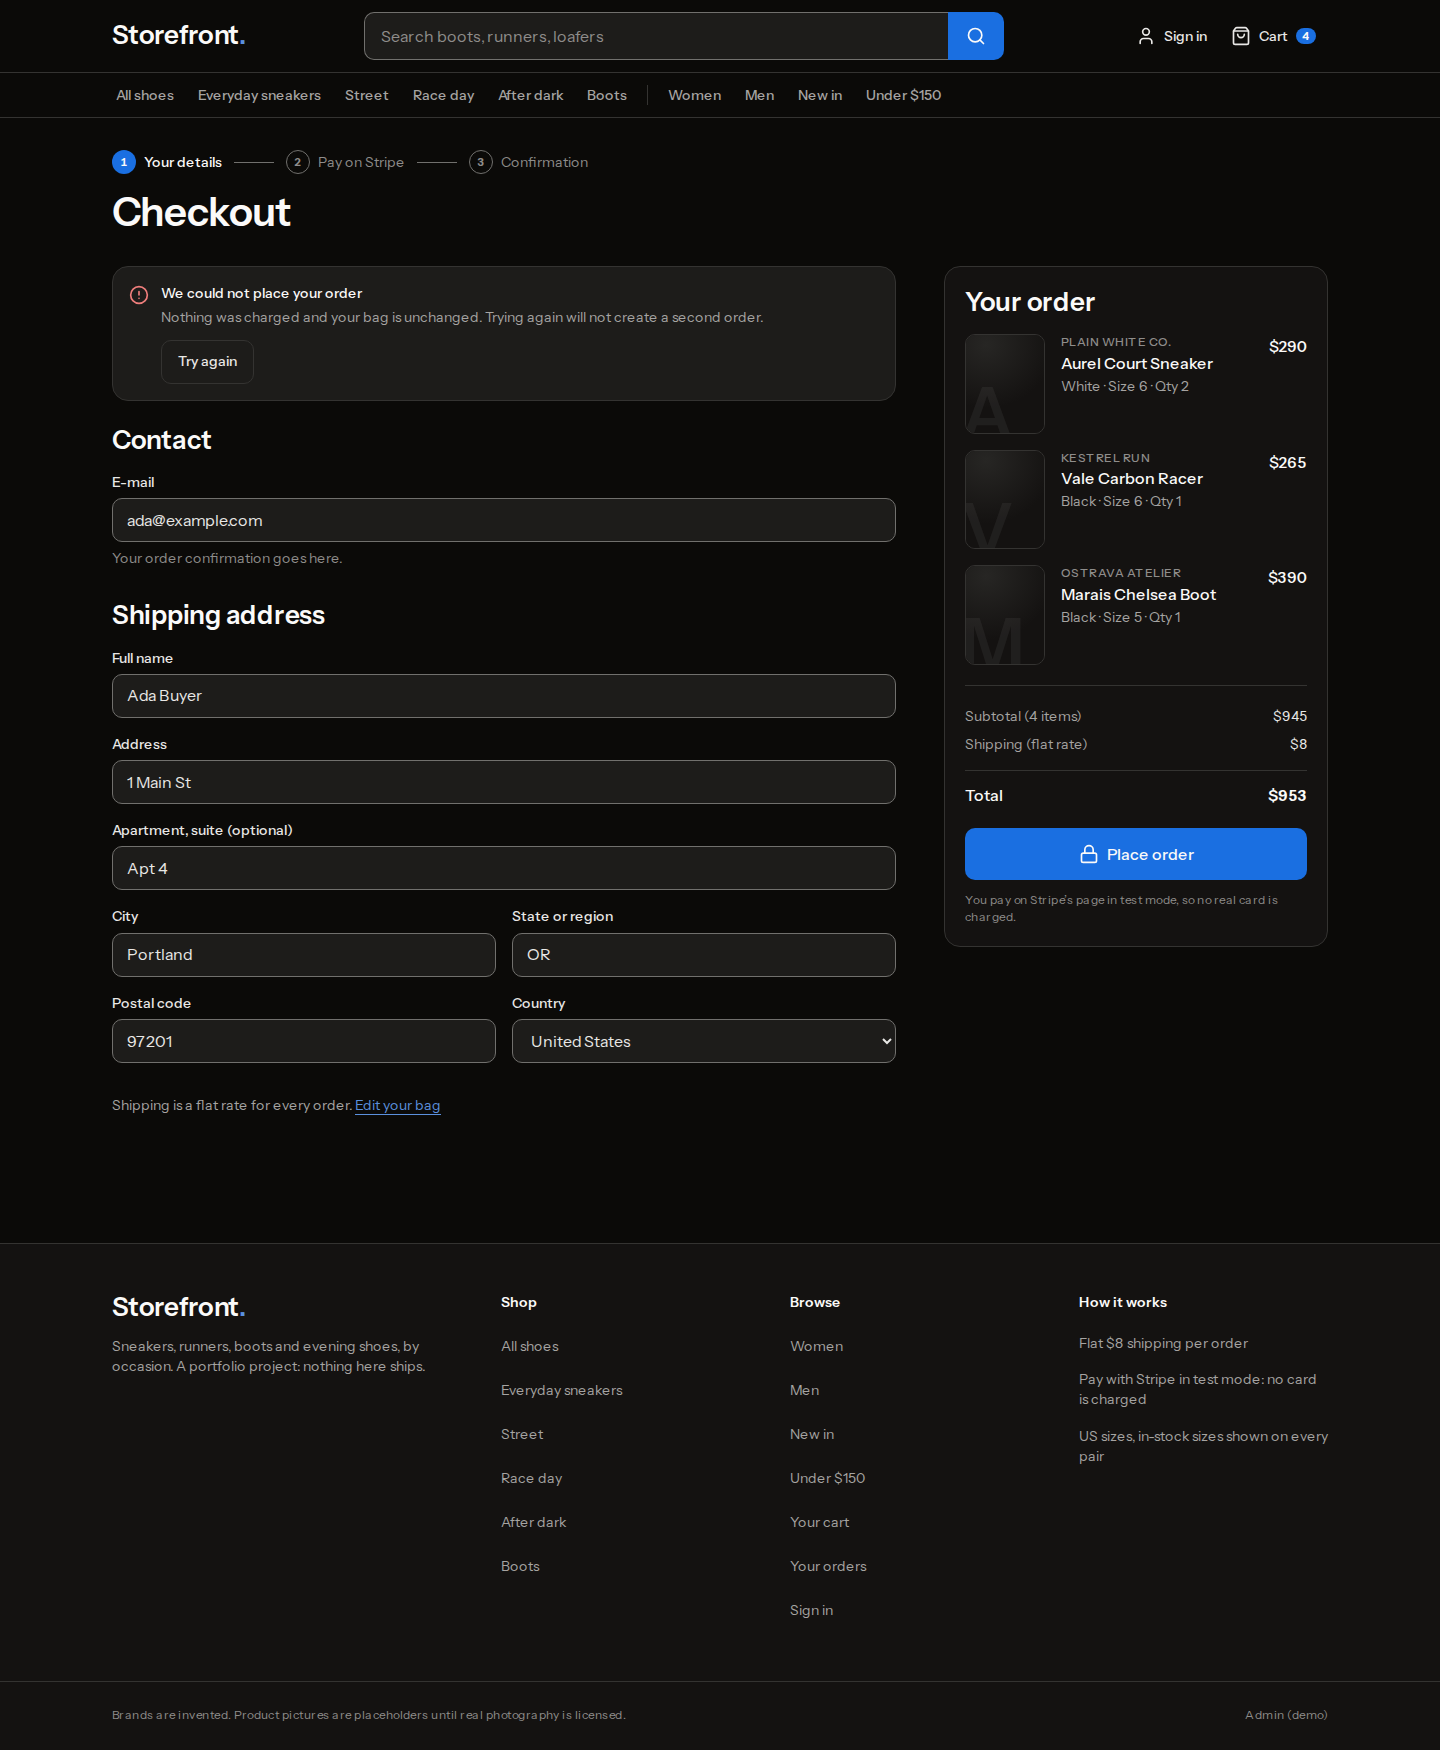 Storefront.
Search boots, runners, loafers
Sign in
Cart 4
All shoes
Everyday sneakers
Street
Race day
After dark
Boots
Women
Men
New in
Under $150
1 Your details
2 Pay on Stripe
3 Confirmation
Checkout
We could not place your order
Nothing was charged and your bag is unchanged. Trying again will not create a second order.
Try again
Contact
E-mail
ada@example.com
Your order confirmation goes here.
Shipping address
Full name
Ada Buyer
Address
1 Main St
Apartment, suite (optional)
Apt 4
City
Portland
State or region
OR
Postal code
97201
Country
United States
Shipping is a flat rate for every order. Edit your bag
Your order
A
PLAIN WHITE CO.
Aurel Court Sneaker
White · Size 6 · Qty 2
$290
V
KESTREL RUN
Vale Carbon Racer
Black · Size 6 · Qty 1
$265
M
OSTRAVA ATELIER
Marais Chelsea Boot
Black · Size 5 · Qty 1
$390
Subtotal (4 items) $945
Shipping (flat rate) $8
Total $953
Place order
You pay on Stripe's page in test mode, so no real card is
charged.
Storefront.
Sneakers, runners, boots and evening shoes, by
occasion. A portfolio project: nothing here ships.
Shop
All shoes
Everyday sneakers
Street
Race day
After dark
Boots
Browse
Women
Men
New in
Under $150
Your cart
Your orders
Sign in
How it works
Flat $8 shipping per order
Pay with Stripe in test mode: no card
is charged
US sizes, in-stock sizes shown on every
pair
Brands are invented. Product pictures are placeholders until real photography is licensed.
Admin (demo)